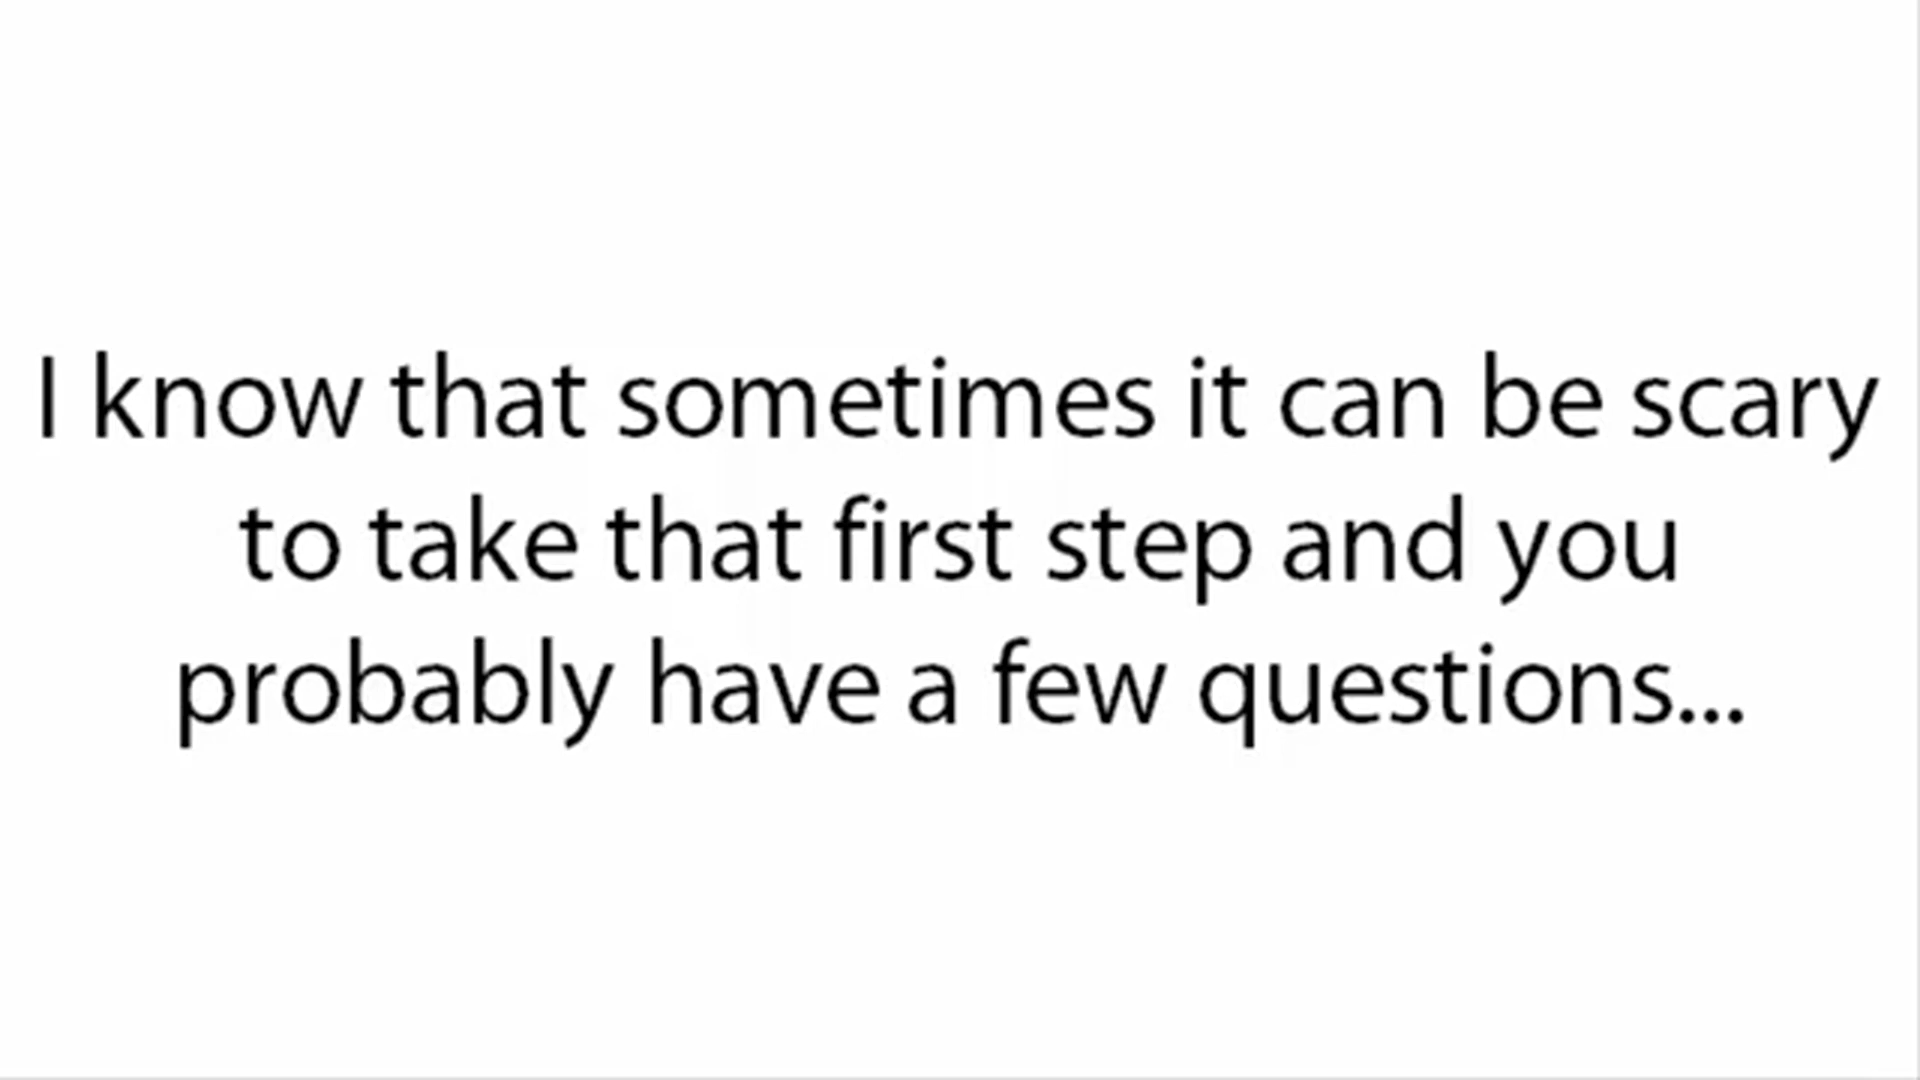 I know that sometimes it can be scary
to take that first step and you
probably have a few questions...